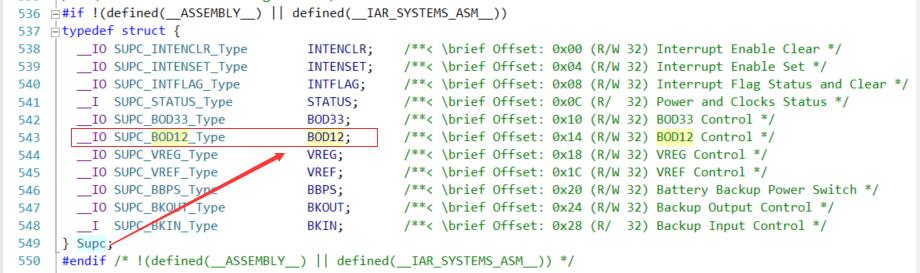 536 #if !(defined(__ASSEMBLY__) || defined(__IAR_SYSTEMS_ASM__))
537 typedef struct {
538 __IO SUPC_INTENCLR_Type INTENCLR; /**< \brief Offset: 0x00 (R/W 32) Interrupt Enable Clear */
539 __IO SUPC_INTENSET_Type INTENSET; /**< \brief Offset: 0x04 (R/W 32) Interrupt Enable Set */
540 __IO SUPC_INTFLAG_Type INTFLAG; /**< \brief Offset: 0x08 (R/W 32) Interrupt Flag Status and Clear */
541 __I SUPC_STATUS_Type STATUS; /**< \brief Offset: 0x0C (R/ 32) Power and Clocks Status */
542 __IO SUPC_BOD33_Type BOD33; /**< \brief Offset: 0x10 (R/W 32) BOD33 Control */
543 __IO SUPC_BOD12_Type BOD12; /**< \brief Offset: 0x14 (R/W 32) BOD12 Control */
544 __IO SUPC_VREG_Type VREG; /**< \brief Offset: 0x18 (R/W 32) VREG Control */
545 __IO SUPC_VREF_Type VREF; /**< \brief Offset: 0x1C (R/W 32) VREF Control */
546 __IO SUPC_BBPS_Type BBPS; /**< \brief Offset: 0x20 (R/W 32) Battery Backup Power Switch */
547 __IO SUPC_BKOUT_Type BKOUT; /**< \brief Offset: 0x24 (R/W 32) Backup Output Control */
548 __I SUPC_BKIN_Type BKIN; /**< \brief Offset: 0x28 (R/ 32) Backup Input Control */
549 } Supc;
550 #endif /* !(defined(__ASSEMBLY__) || defined(__IAR_SYSTEMS_ASM__)) */